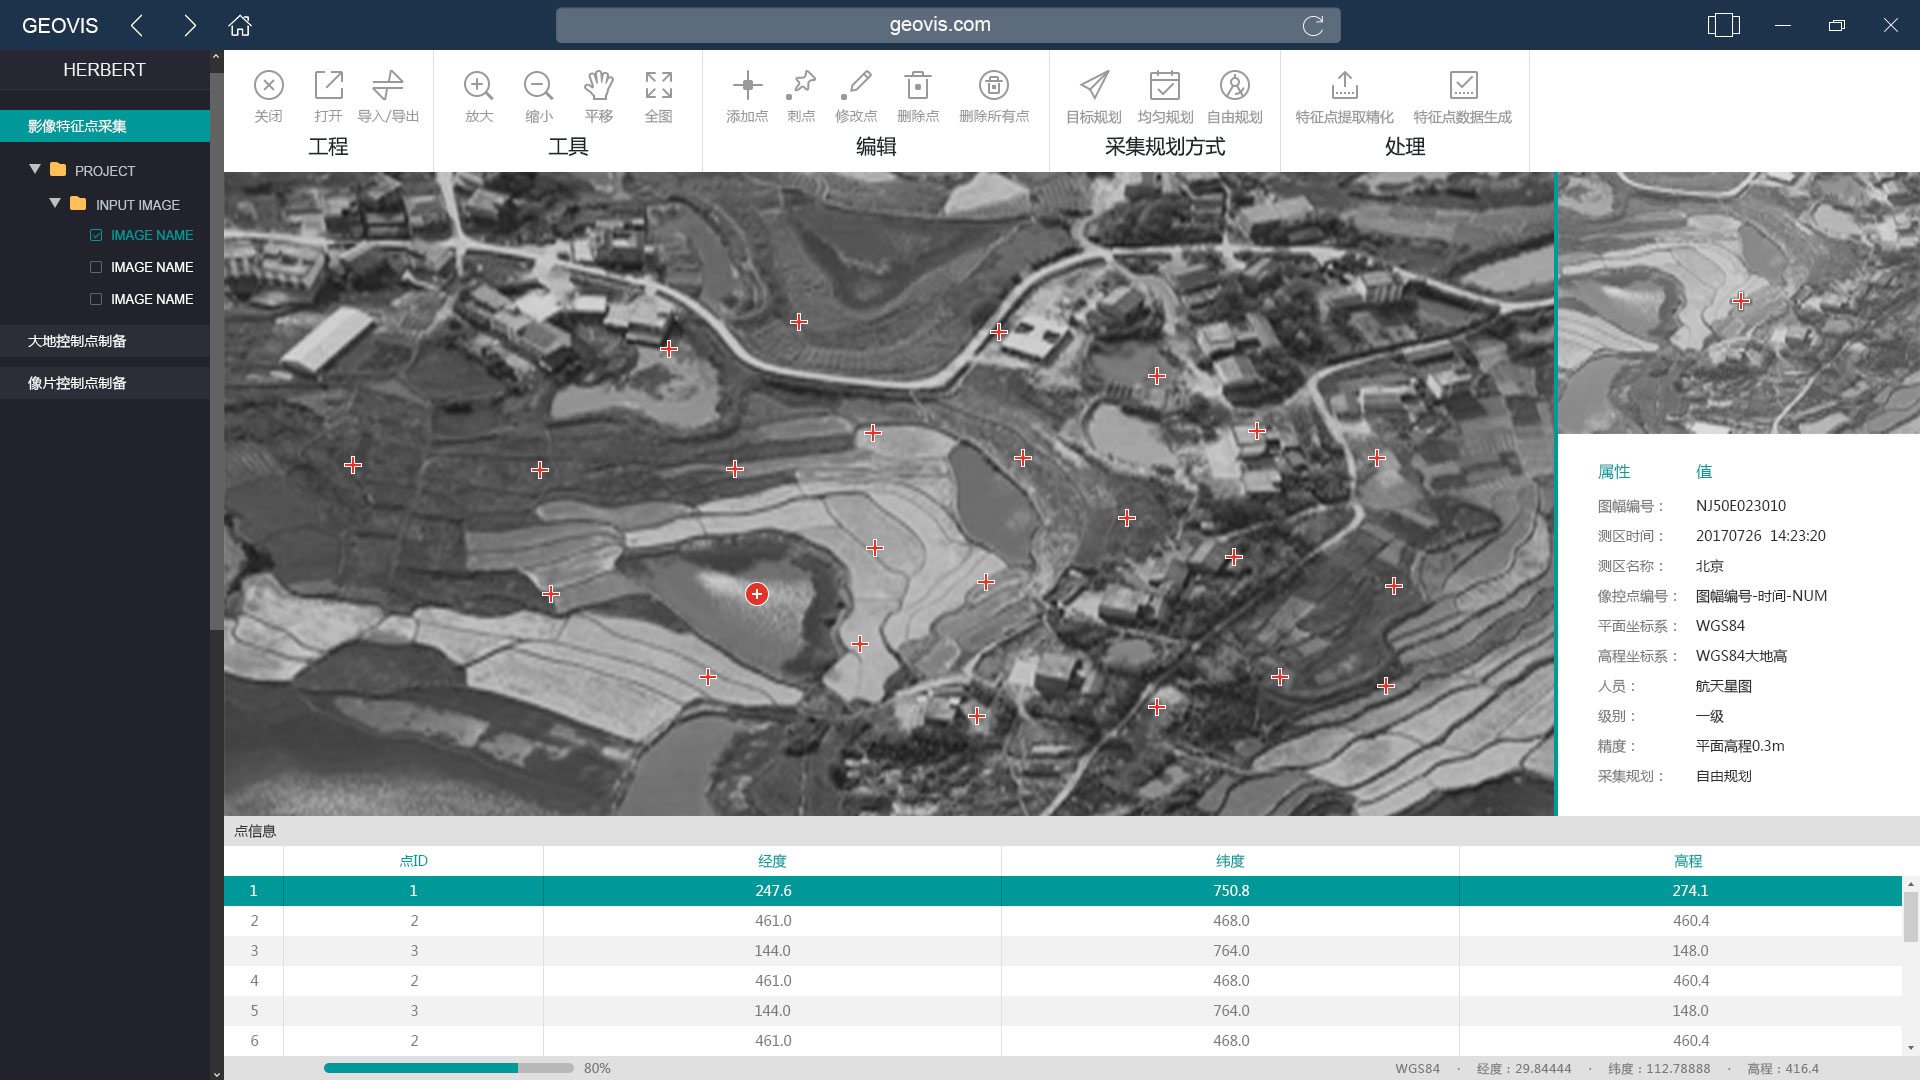 GEOVIS
geovis.com
HERBERT
影像特征点采集
PROJECT
INPUT IMAGE
IMAGE NAME
IMAGE NAME
IMAGE NAME
大地控制点制备
像片控制点制备
关闭 打开 导入/导出
工程
放大 缩小 平移 全图
工具
添加点 刺点 修改点 删除点 删除所有点
编辑
目标规划 均匀规划 自由规划
采集规划方式
特征点提取精化 特征点数据生成
处理
属性 值
图幅编号： NJ50E023010
测区时间： 20170726 14:23:20
测区名称： 北京
像控点编号： 图幅编号-时间-NUM
平面坐标系： WGS84
高程坐标系： WGS84大地高
人员： 航天星图
级别： 一级
精度： 平面高程0.3m
采集规划： 自由规划
点信息
点ID 经度 纬度 高程
1 1 247.6 750.8 274.1
2 2 461.0 468.0 460.4
3 3 144.0 764.0 148.0
4 2 461.0 468.0 460.4
5 3 144.0 764.0 148.0
6 2 461.0 468.0 460.4
80%
WGS84 · 经度：29.84444 · 纬度：112.78888 · 高程：416.4